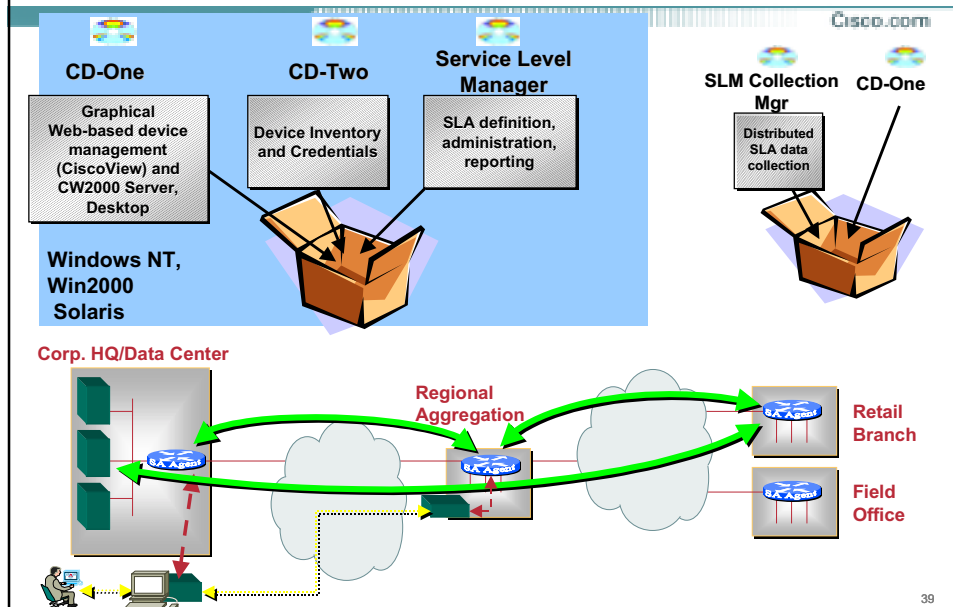 Cisco.com
CD-One
CD-Two
Service Level
Manager
SLM Collection
Mgr
CD-One
Graphical
Web-based device
management
(CiscoView) and
CW2000 Server,
Desktop
Device Inventory
and Credentials
SLA definition,
administration,
reporting
Distributed
SLA data
collection
Windows NT,
Win2000
Solaris
Corp. HQ/Data Center
Regional
Aggregation
SA Agent
SA Agent
SA Agent
Retail
Branch
SA Agent
Field
Office
39